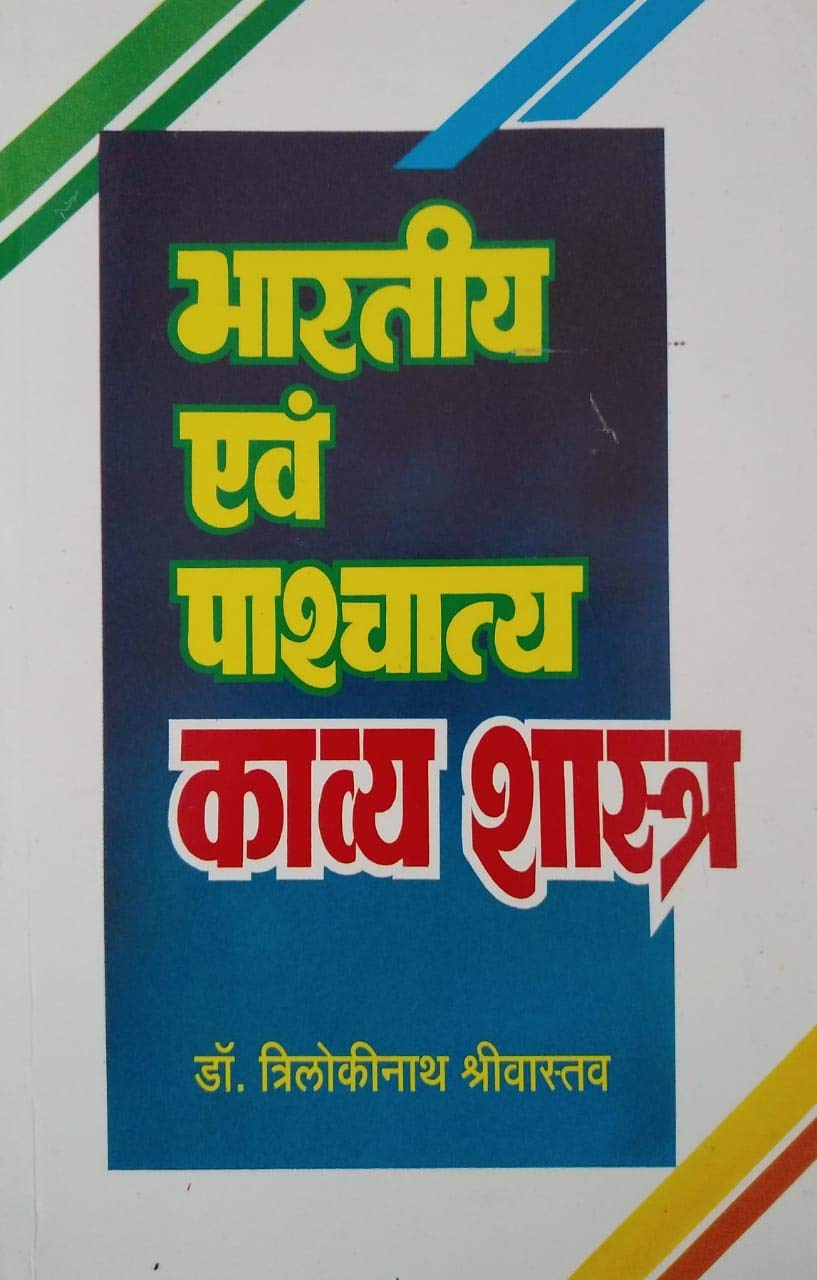 भारतीय
एवं
पाश्चात्य
काव्य शास्त्र
डॉ. त्रिलोकीनाथ श्रीवास्तव